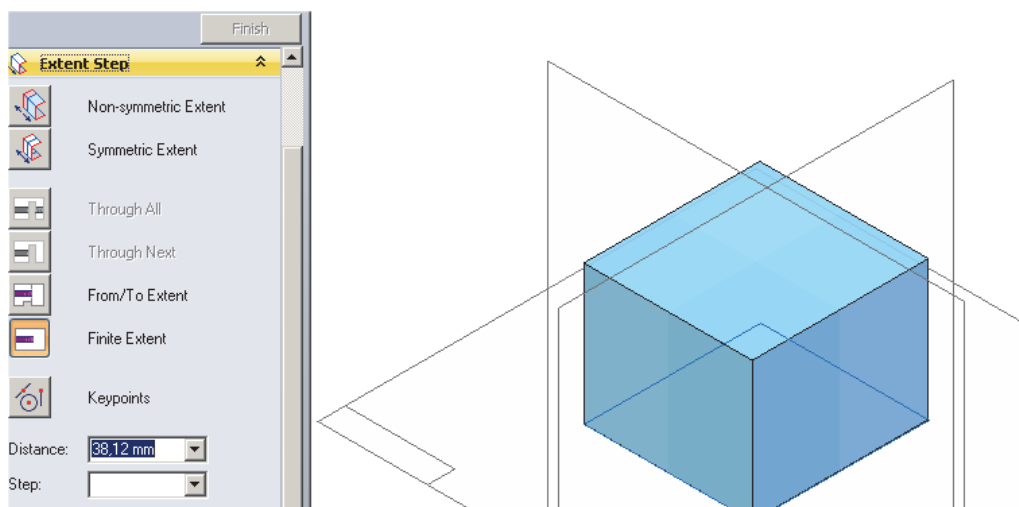 Finish
Extent Step
Non-symmetric Extent
Symmetric Extent
Through All
Through Next
From/To Extent
Finite Extent
Keypoints
Distance: 38,12 mm
Step: